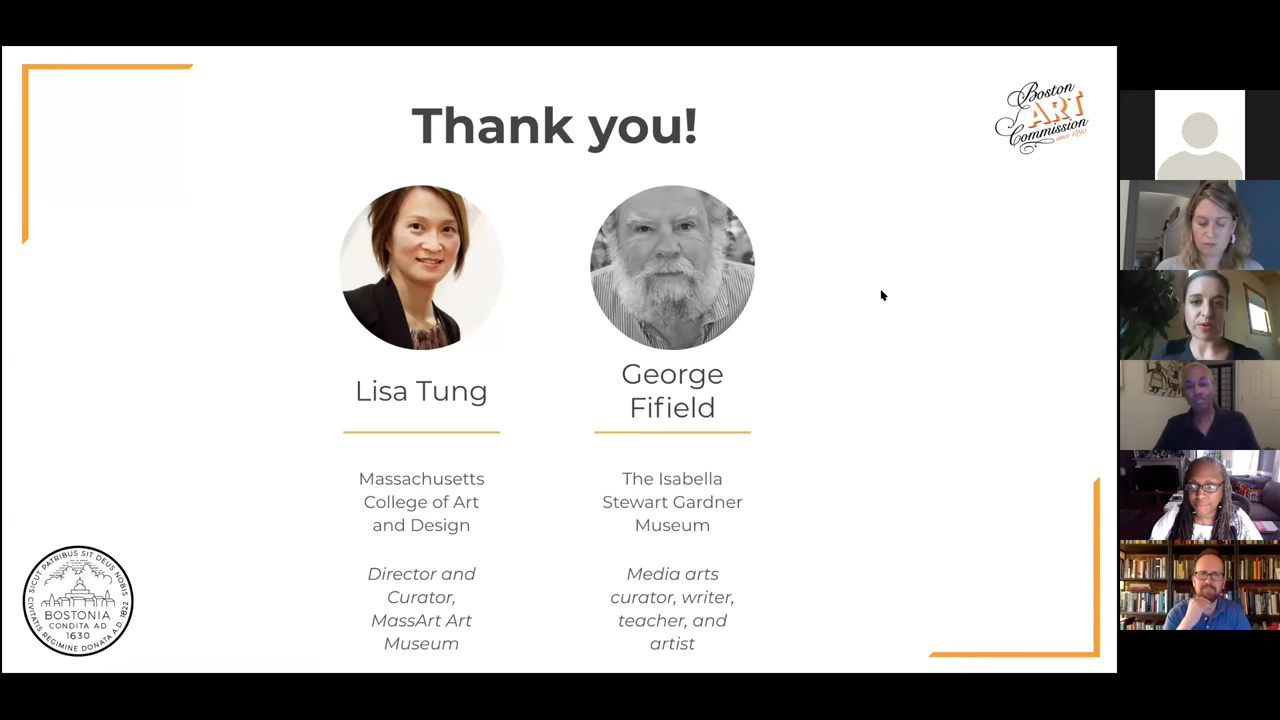 Thank you!
Boston
ART
Commission
since 1890
Lisa Tung
George
Fifield
Massachusetts
College of Art
and Design
The Isabella
Stewart Gardner
Museum
Director and
Curator,
MassArt Art
Museum
Media arts
curator, writer,
teacher, and
artist
SICUT PATRIBUS SIT DEUS NOBIS
BOSTONIA
CONDITA AD
1630
CIVITATIS REGIMINE DONATA A.D. 1822